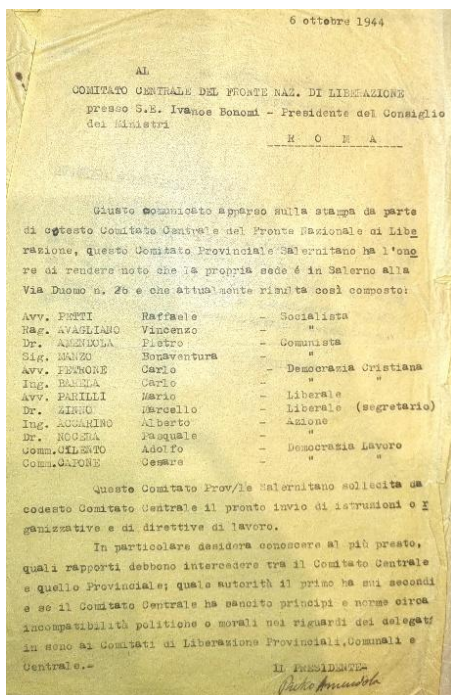 6 ottobre 1944
AL
COMITATO CENTRALE DEL FRONTE NAZ. DI LIBERAZIONE
presso S.E. Ivanoe Bonomi - Presidente del Consiglio
dei Ministri
R O M A
Giusto comunicato apparso sulla stampa da parte
di cotesto Comitato Centrale del Fronte Nazionale di Libe
razione, questo Comitato Provinciale Salernitano ha l'ono
re di rendere noto che la propria sede é in Salerno alla
Via Duomo n. 26 e che attualmente risulta così composto:
Avv. PETTI Raffaele - Socialista
Rag. AVAGLIANO Vincenzo - "
Dr. AMENDOLA Pietro - Comunista
Sig. MANZO Bonaventura - "
Avv. PETRONE Carlo - Democrazia Cristiana
Ing. Carlo - " "
Avv. PARILLI Mario - Liberale
Dr. ZINNO Marcello - Liberale (segretario)
Ing. ACCARINO Alberto - Azione
Dr. NOCERA Pasquale - "
Comm.CILENTO Adolfo - Democrazia Lavoro
Comm.CAPONE Cesare - " "
Questo Comitato Prov/le Salernitano sollecita da
codesto Comitato Centrale il pronto invio di istruzioni o r
ganizzative e di direttive di lavoro.
In particolare desidera conoscere al più presto,
quali rapporti debbono intercedere tra il Comitato Centrale
e quello Provinciale; quale autorità il primo ha sui secondi
e se il Comitato Centrale ha sancito principi e norme circa
incompatibilità politiche o morali nei riguardi dei delegati
in seno ai Comitati di Liberazione Provinciali,Comunali e
Centrale.-
IL PRESIDENTE-
Pietro Amendola